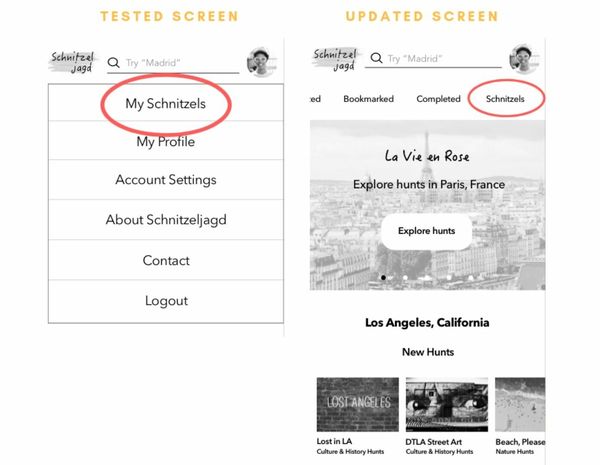 TESTED SCREEN
Schnitzel
jagd
Try "Madrid"
My Schnitzels
My Profile
Account Settings
About Schnitzeljagd
Contact
Logout
UPDATED SCREEN
Schnitzel
jagd
Try "Madrid"
ted Bookmarked Completed Schnitzels
La Vie en Rose
Explore hunts in Paris, France
Explore hunts
Los Angeles, California
New Hunts
LOST ANGELES
Lost in LA
Culture & History Hunts
DTLA Street Art
Culture & History Hunts
Beach, Please
Nature Hunts